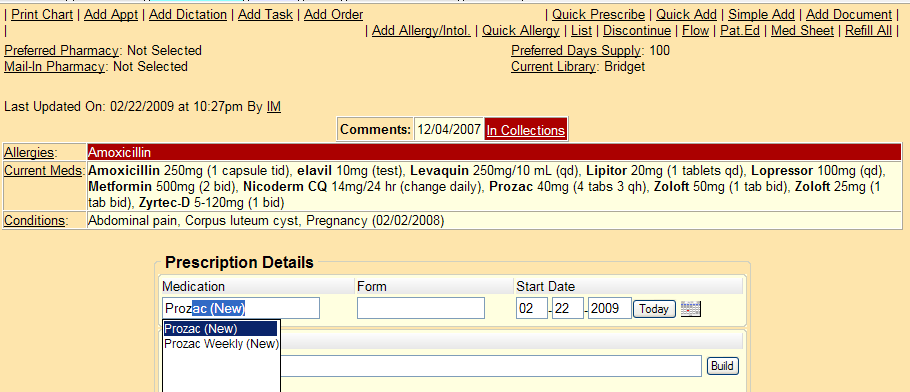 | Print Chart | Add Appt | Add Dictation | Add Task | Add Order | Quick Prescribe | Quick Add | Simple Add | Add Document |
| | Add Allergy/Intol. | Quick Allergy | List | Discontinue | Flow | Pat.Ed | Med Sheet | Refill All |
Preferred Pharmacy: Not Selected Preferred Days Supply: 100
Mail-In Pharmacy: Not Selected Current Library: Bridget
Last Updated On: 02/22/2009 at 10:27pm By IM
Comments: 12/04/2007 In Collections
Allergies: Amoxicillin
Current Meds: Amoxicillin 250mg (1 capsule tid), elavil 10mg (test), Levaquin 250mg/10 mL (qd), Lipitor 20mg (1 tablets qd), Lopressor 100mg (qd),
Metformin 500mg (2 bid), Nicoderm CQ 14mg/24 hr (change daily), Prozac 40mg (4 tabs 3 qh), Zoloft 50mg (1 tab bid), Zoloft 25mg (1
tab bid), Zyrtec-D 5-120mg (1 bid)
Conditions: Abdominal pain, Corpus luteum cyst, Pregnancy (02/02/2008)
Prescription Details
Medication Form Start Date
Prozac (New) 02 - 22 - 2009 Today
Prozac (New)
Prozac Weekly (New)
Build